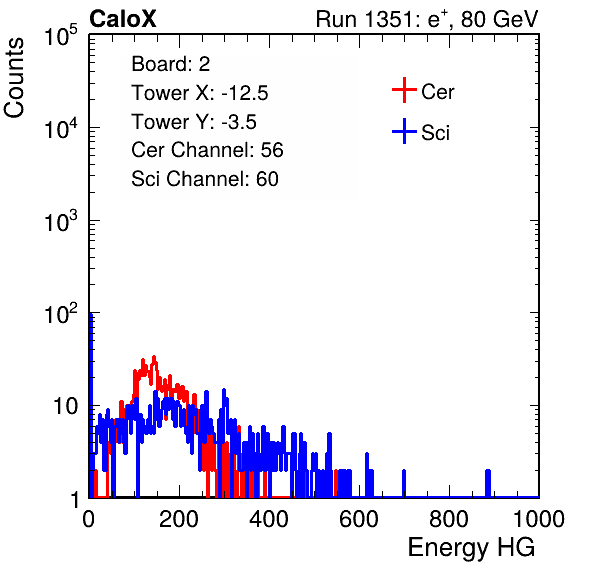 CaloX Run 1351: e⁺, 80 GeV
Counts
10⁵
10⁴
10³
10²
10
1
Board: 2
Tower X: -12.5
Tower Y: -3.5
Cer Channel: 56
Sci Channel: 60
Cer
Sci
0 200 400 600 800 1000
Energy HG